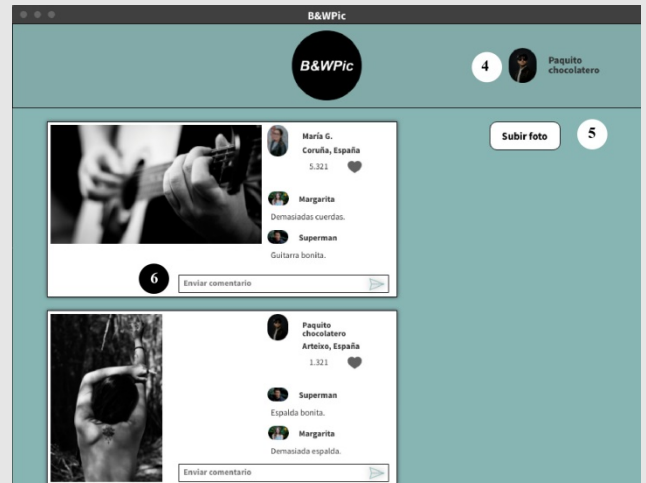 B&WPic
B&WPic
4
Paquito
chocolatero
Subir foto
5
María G.
Coruña, España
5.321
Margarita
Demasiadas cuerdas.
Superman
Guitarra bonita.
6
Enviar comentario
Paquito
chocolatero
Arteixo, España
1.321
Superman
Espalda bonita.
Margarita
Demasiada espalda.
Enviar comentario